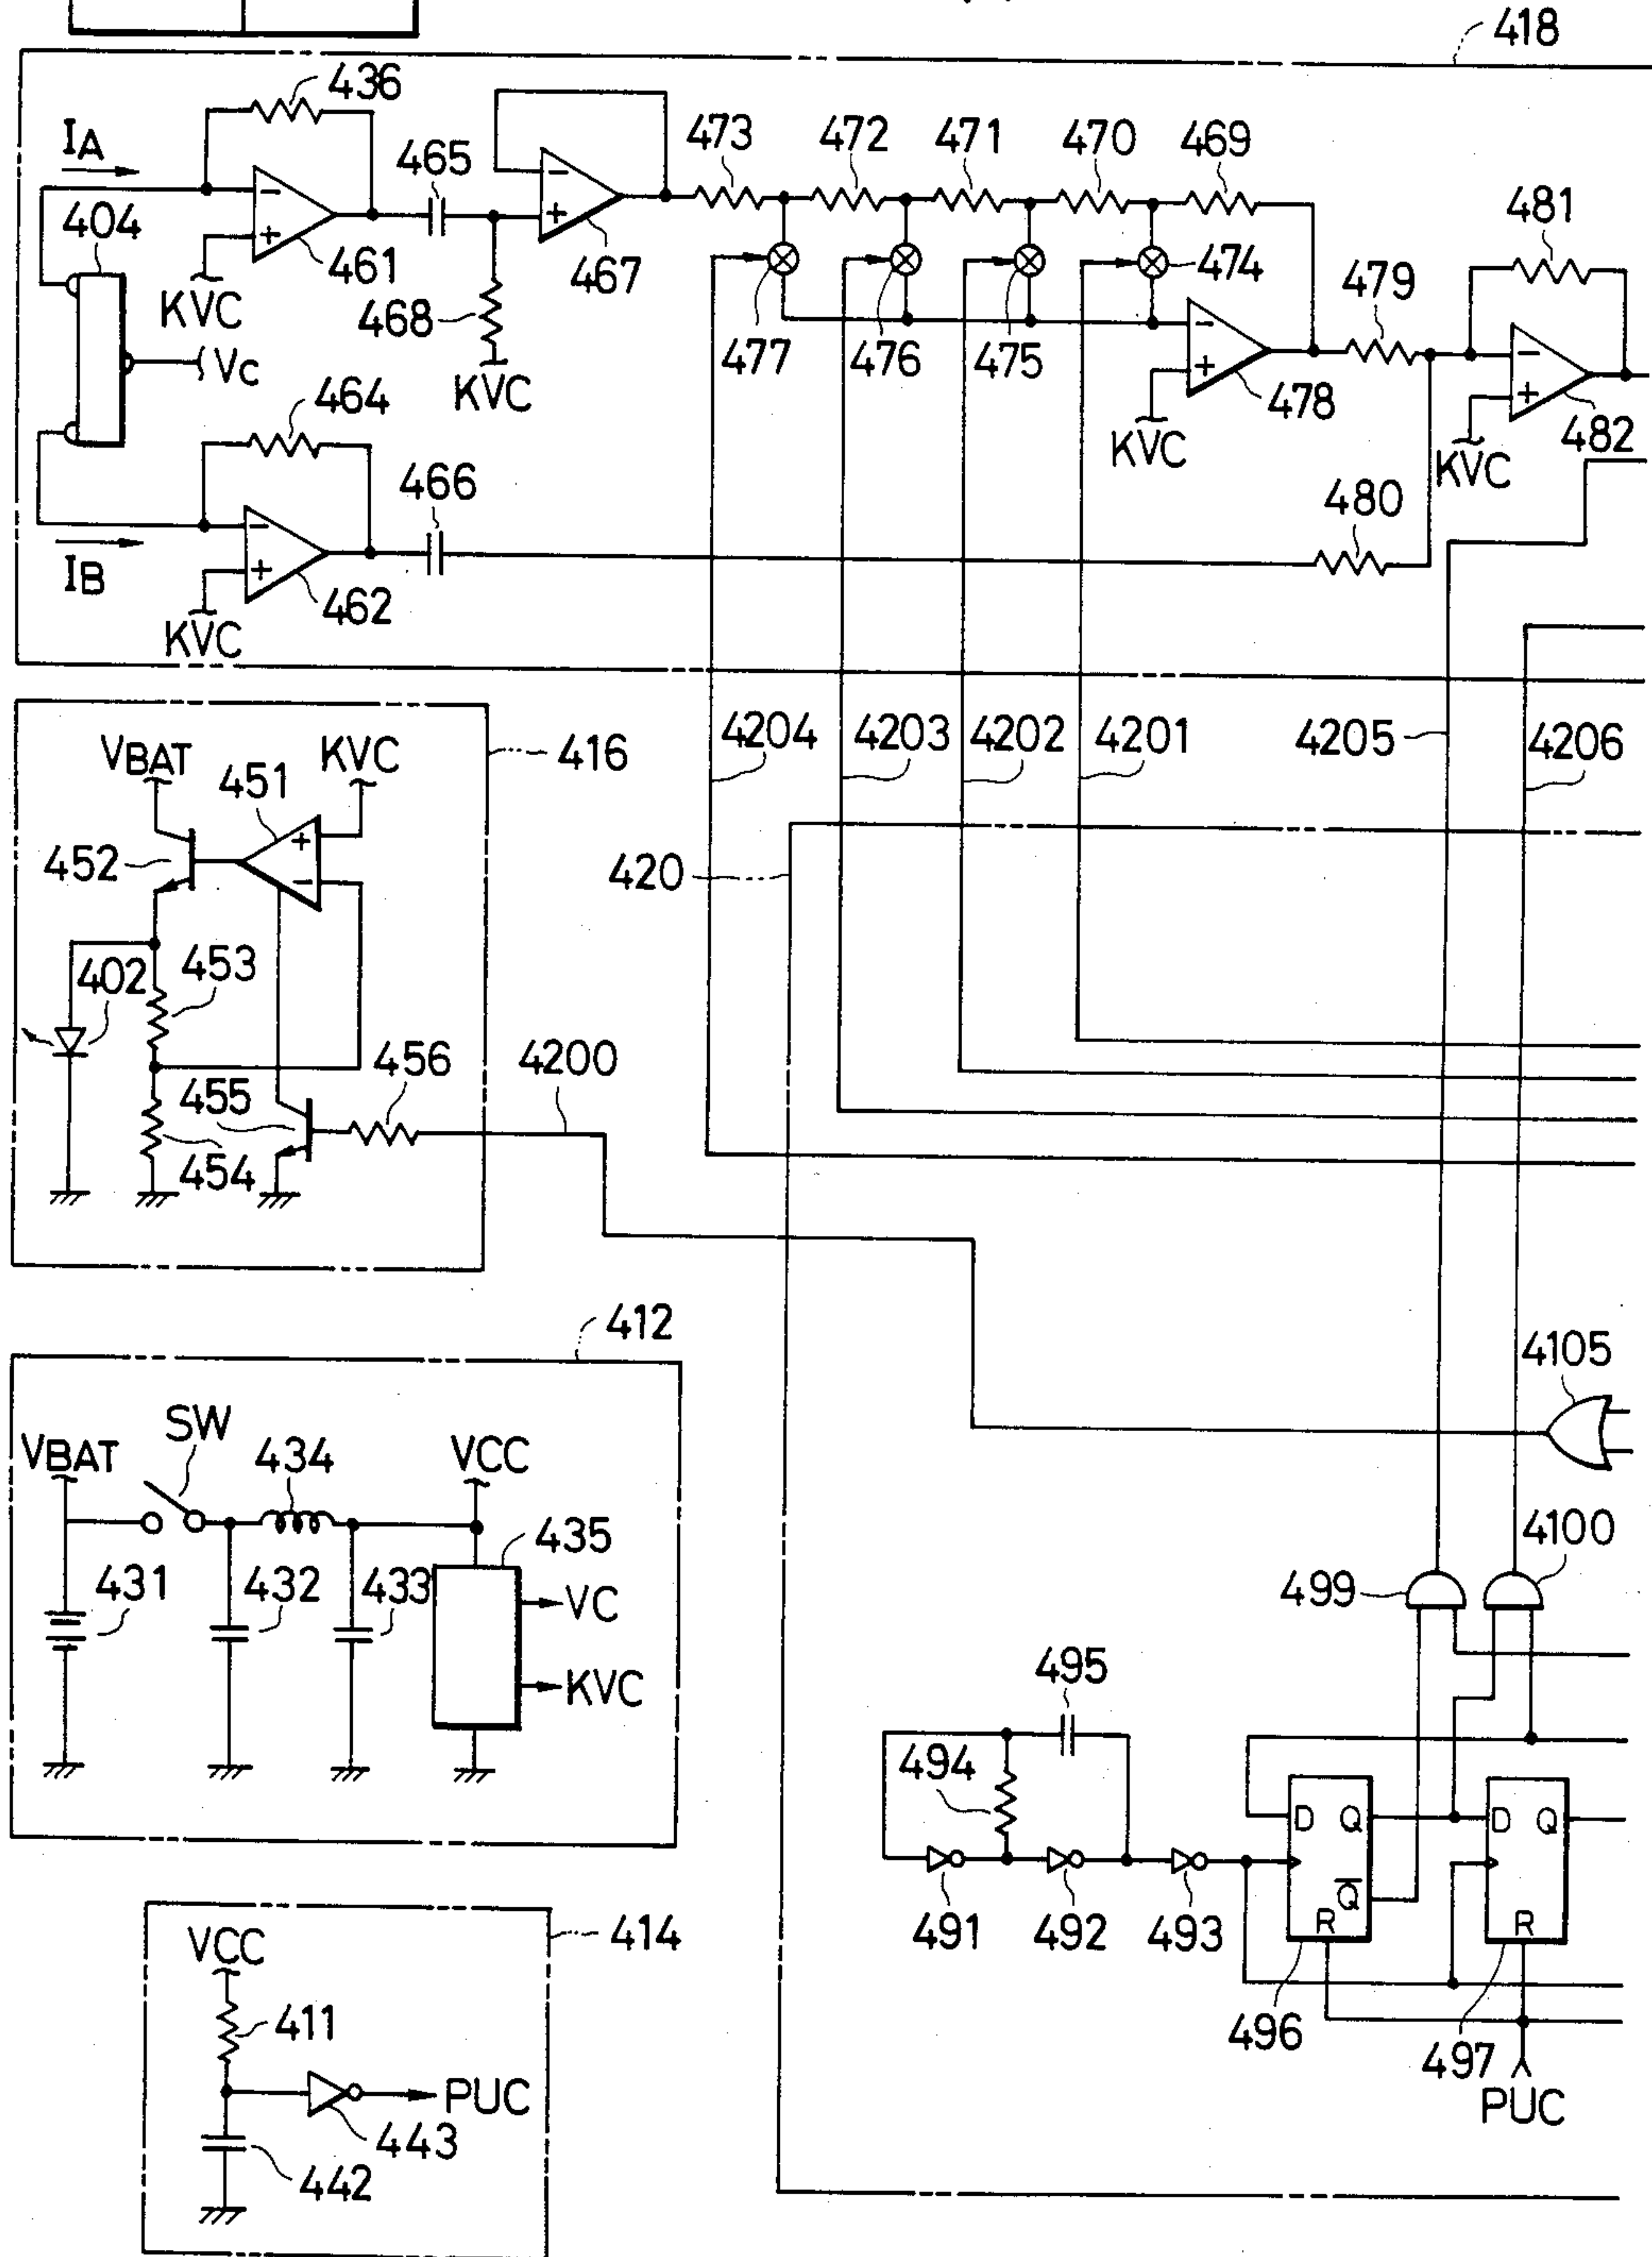 418
436
IA
404
461
KVC
Vc
465
468
KVC
467
473
472
471
470
469
477
476
475
474
478
KVC
479
481
482
KVC
464
IB
462
KVC
466
480
4204
4203
4202
4201
4205
4206
416
VBAT
451
KVC
452
402
453
455
454
456
4200
420
412
VBAT
SW
434
VCC
435
431
432
433
VC
KVC
4105
4100
499
495
494
491
492
493
D Q
Q
R
D Q
R
496
497
PUC
414
VCC
411
PUC
443
442